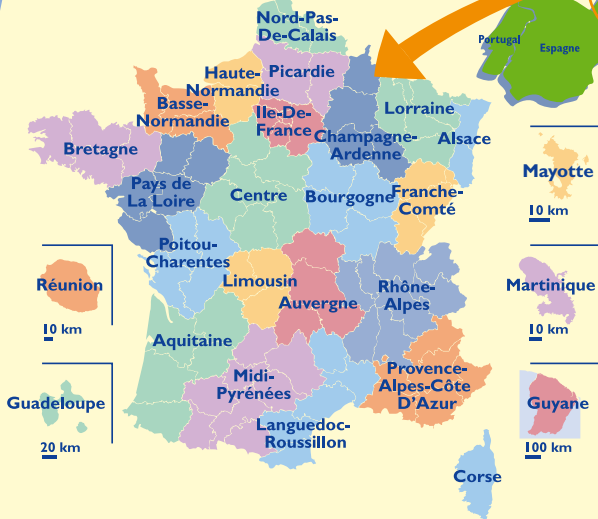 Nord-Pas-
De-Calais
Portugal
Espagne
Haute-
Normandie
Picardie
Basse-
Normandie
Ile-De-
France
Lorraine
Champagne-
Ardenne
Alsace
Bretagne
Mayotte
10 km
Pays de
La Loire
Centre
Bourgogne
Franche-
Comté
Poitou-
Charentes
Réunion
10 km
Limousin
Auvergne
Rhône-
Alpes
Martinique
10 km
Aquitaine
Midi-
Pyrénées
Provence-
Alpes-Côte
D'Azur
Guadeloupe
20 km
Guyane
100 km
Languedoc-
Roussillon
Corse